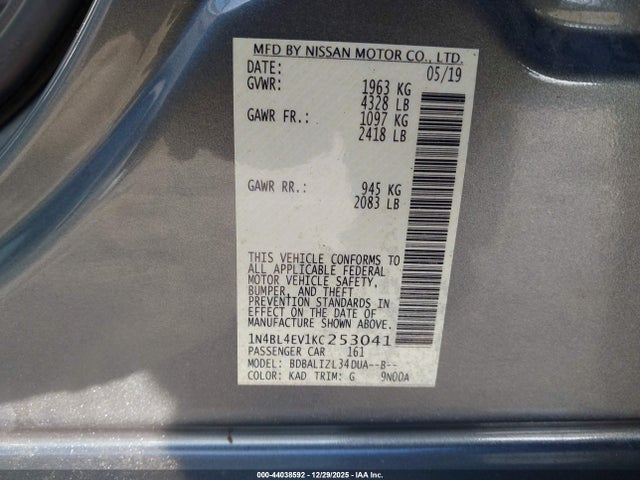 MFD BY NISSAN MOTOR CO., LTD.
DATE: 05/19
GVWR: 1963 KG
4328 LB
GAWR FR.: 1097 KG
2418 LB
GAWR RR.: 945 KG
2083 LB
THIS VEHICLE CONFORMS TO
ALL APPLICABLE FEDERAL
MOTOR VEHICLE SAFETY,
BUMPER, AND THEFT
PREVENTION STANDARDS IN
EFFECT ON THE DATE OF
MANUFACTURE SHOWN ABOVE.
1N4BL4EV1KC253041
PASSENGER CAR 161
MODEL: BDBALIZL34DUA--B--
COLOR: KAD TRIM: G 9N00A
000-44038592 - 12/29/2025 - IAA Inc.